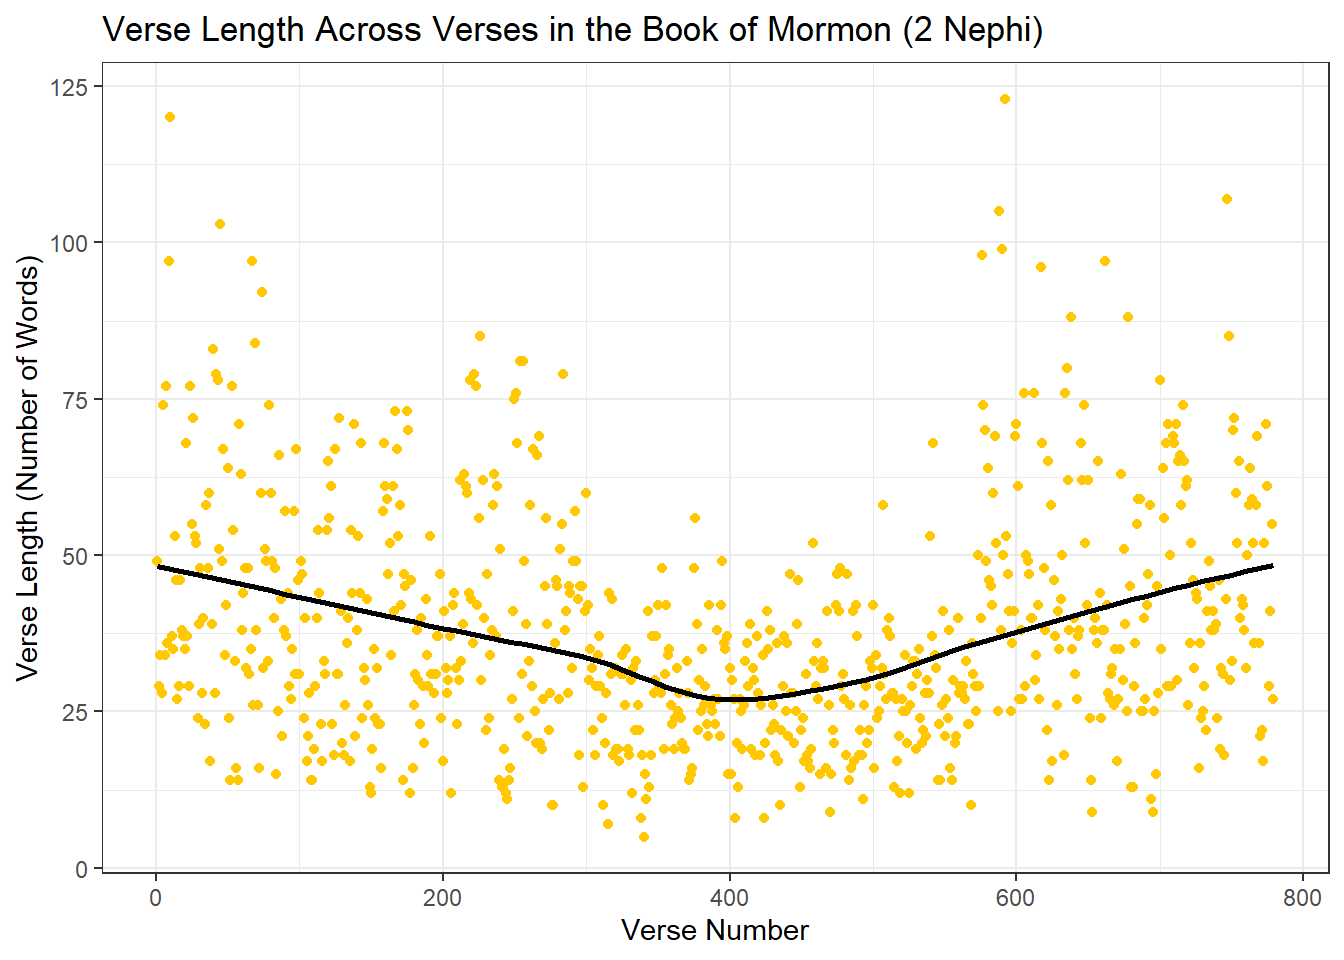 Verse Length Across Verses in the Book of Mormon (2 Nephi)
Verse Length (Number of Words)
125
100
75
50
25
0
0 200 400 600 800
Verse Number